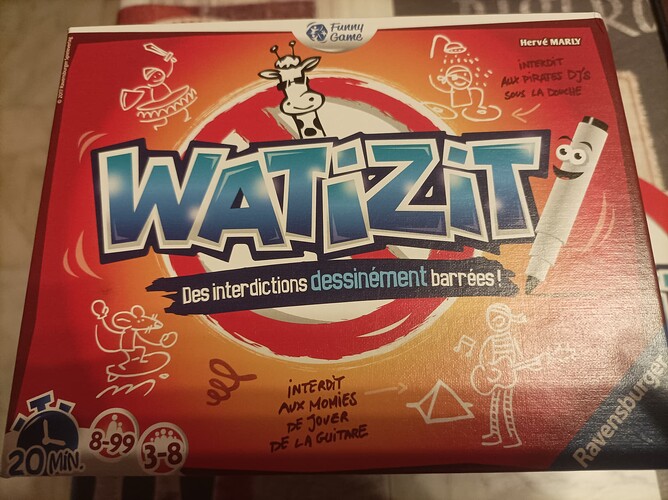 Funny
Game
Hervé MARLY
INTERDIT
AUX PIRATES DJ'S
SOUS LA DOUCHE
WATiZiT
Des interdictions dessinément barrées !
INTERDIT
AUX MOMIES
DE JOUER
DE LA GUITARE
20 MIN.
8-99
3-8
Ravensburger